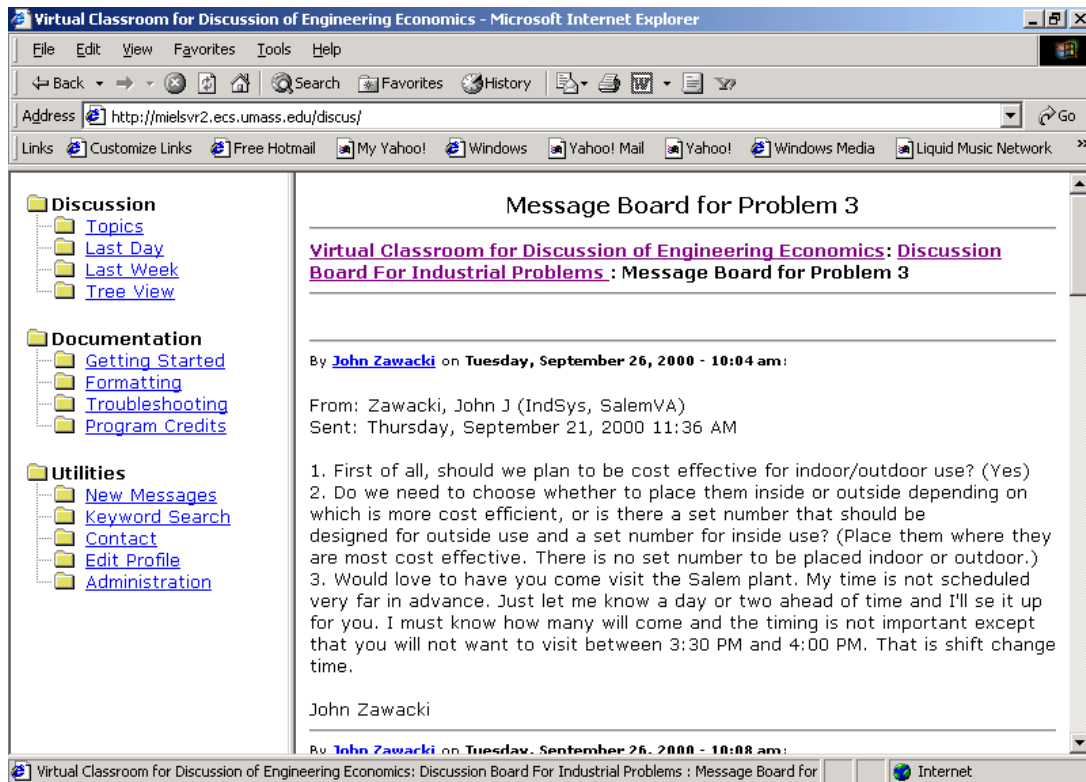 Virtual Classroom for Discussion of Engineering Economics - Microsoft Internet Explorer
File Edit View Favorites Tools Help
Back Search Favorites History
Address http://mielsvr2.ecs.umass.edu/discus/ Go
Links Customize Links Free Hotmail My Yahoo! Windows Yahoo! Mail Yahoo! Windows Media Liquid Music Network »
Discussion
Topics
Last Day
Last Week
Tree View
Documentation
Getting Started
Formatting
Troubleshooting
Program Credits
Utilities
New Messages
Keyword Search
Contact
Edit Profile
Administration
Message Board for Problem 3
Virtual Classroom for Discussion of Engineering Economics: Discussion
Board For Industrial Problems : Message Board for Problem 3
By John Zawacki on Tuesday, September 26, 2000 - 10:04 am:
From: Zawacki, John J (IndSys, SalemVA)
Sent: Thursday, September 21, 2000 11:36 AM
1. First of all, should we plan to be cost effective for indoor/outdoor use? (Yes)
2. Do we need to choose whether to place them inside or outside depending on
which is more cost efficient, or is there a set number that should be
designed for outside use and a set number for inside use? (Place them where they
are most cost effective. There is no set number to be placed indoor or outdoor.)
3. Would love to have you come visit the Salem plant. My time is not scheduled
very far in advance. Just let me know a day or two ahead of time and I'll se it up
for you. I must know how many will come and the timing is not important except
that you will not want to visit between 3:30 PM and 4:00 PM. That is shift change
time.
John Zawacki
By John Zawacki on Tuesday, September 26, 2000 - 10:08 am:
Virtual Classroom for Discussion of Engineering Economics: Discussion Board For Industrial Problems : Message Board for
Internet